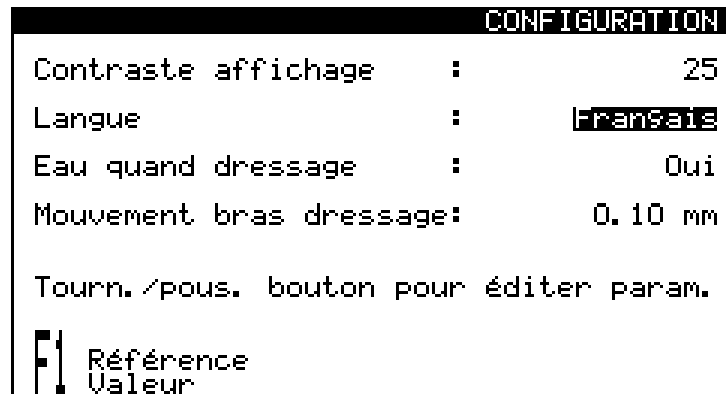 CONFIGURATION
Contraste affichage : 25
Langue : Français
Eau quand dressage : Oui
Mouvement bras dressage: 0.10 mm
Tourn./pous. bouton pour éditer param.
F1 Référence
Valeur